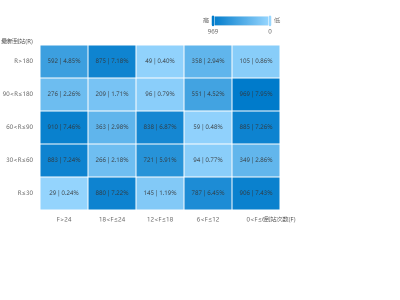 高 低
969 0
最新到站(R)
R>180 592 | 4.85% 875 | 7.18% 49 | 0.40% 358 | 2.94% 105 | 0.86%
90<R≤180 276 | 2.26% 209 | 1.71% 96 | 0.79% 551 | 4.52% 969 | 7.95%
60<R≤90 910 | 7.46% 363 | 2.98% 838 | 6.87% 59 | 0.48% 885 | 7.26%
30<R≤60 883 | 7.24% 266 | 2.18% 721 | 5.91% 94 | 0.77% 349 | 2.86%
R≤30 29 | 0.24% 880 | 7.22% 145 | 1.19% 787 | 6.45% 906 | 7.43%
F>24 18<F≤24 12<F≤18 6<F≤12 0<F≤6 到站次数(F)